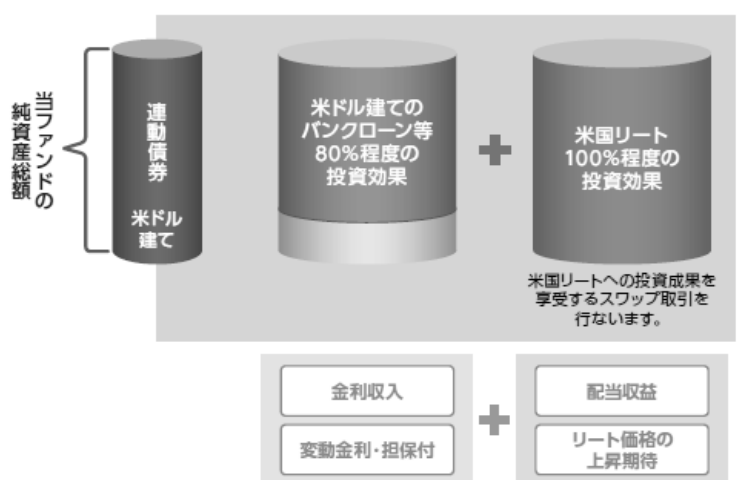 当ファンドの
純資産総額
連動債券
米ドル
建て
米ドル建ての
バンクローン等
80%程度の
投資効果
+
米国リート
100%程度の
投資効果
米国リートへの投資成果を
享受するスワップ取引を
行ないます。
金利収入
変動金利・担保付
+
配当収益
リート価格の
上昇期待